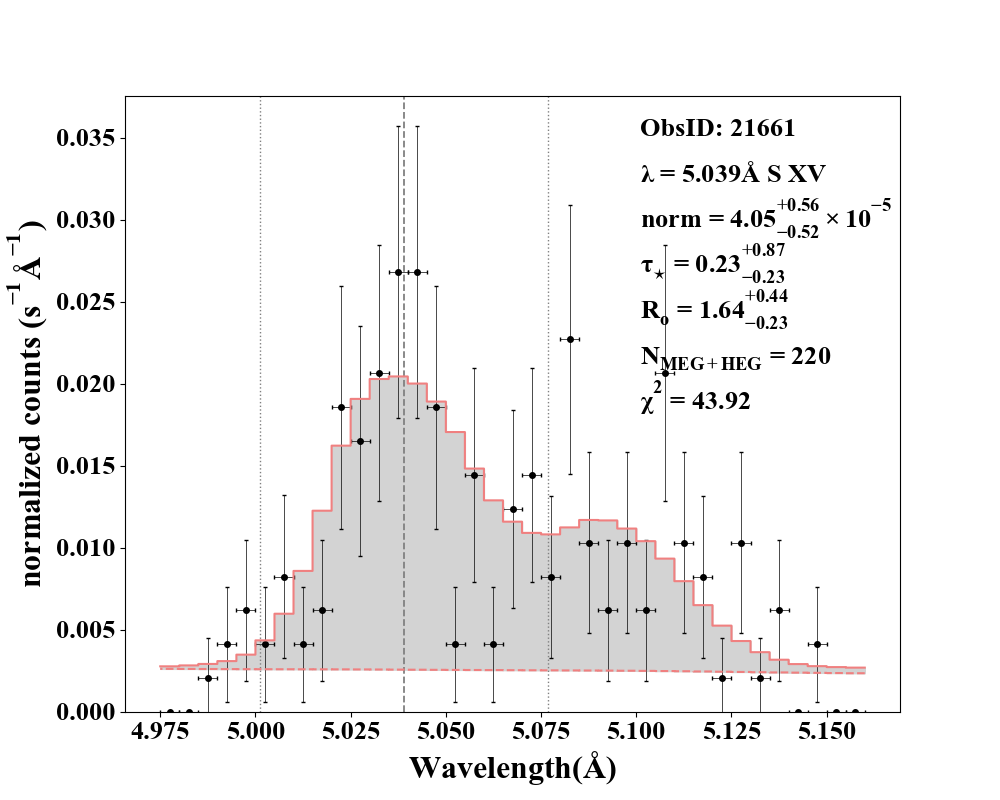 ObsID: 21661
λ = 5.039Å S XV
norm = 4.05 +0.56 −0.52 × 10^−5
τ⋆ = 0.23 +0.87 −0.23
Ro = 1.64 +0.44 −0.23
N MEG+HEG = 220
χ² = 43.92
normalized counts (s⁻¹ Å⁻¹)
0.035
0.030
0.025
0.020
0.015
0.010
0.005
0.000
4.975 5.000 5.025 5.050 5.075 5.100 5.125 5.150
Wavelength(Å)